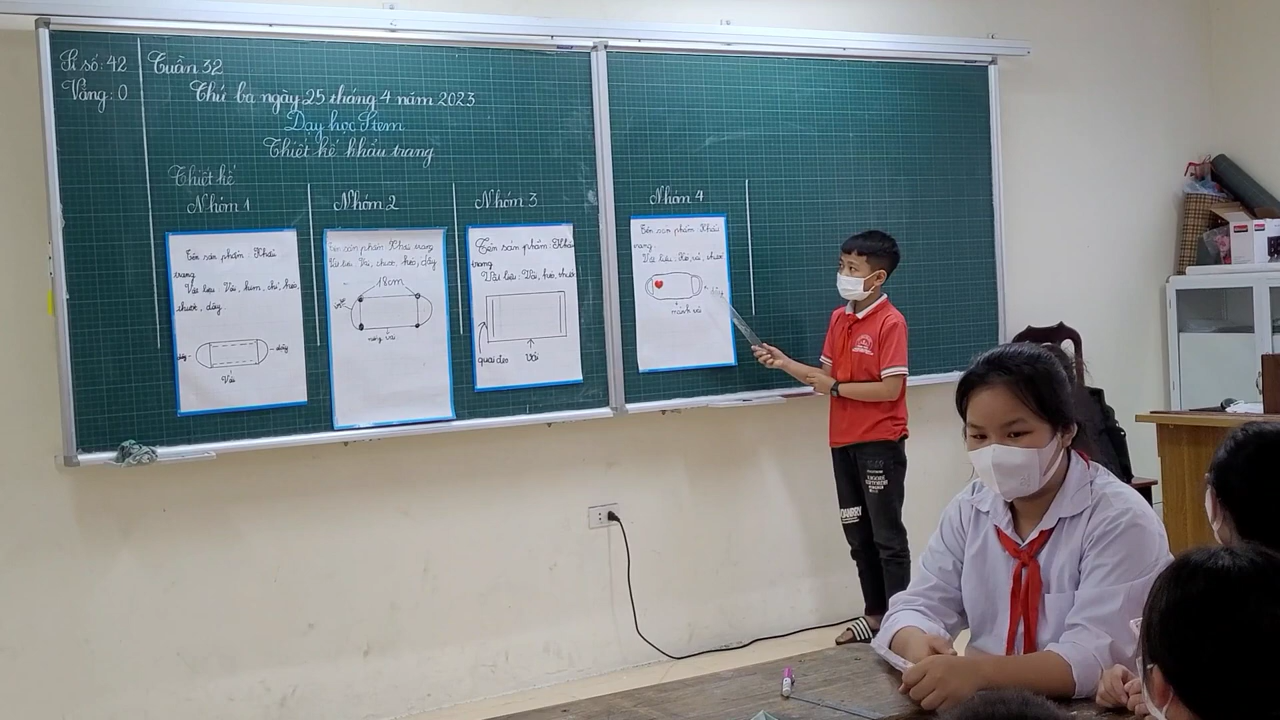 Sĩ số: 42
Vắng: 0
Tuần 32
Thứ ba ngày 25 tháng 4 năm 2023
Dạy học Stem
Thiết kế khẩu trang
Thiết kế
Nhóm 1
Nhóm 2
Nhóm 3
Nhóm 4
Tên sản phẩm: Khẩu
trang
Vật liệu: Vải, kim, chỉ, kéo,
thước, dây.
dây
Vải
Tên sản phẩm: Khẩu trang
Vật liệu: Vải, thước, kéo, dây
18cm
Tên sản phẩm: Khẩu
trang
Vật liệu: Vải, kéo, thước
quai đeo
Vải
Tên sản phẩm: Khẩu
trang
Vật liệu: Kéo, vải, thước
mảnh vải